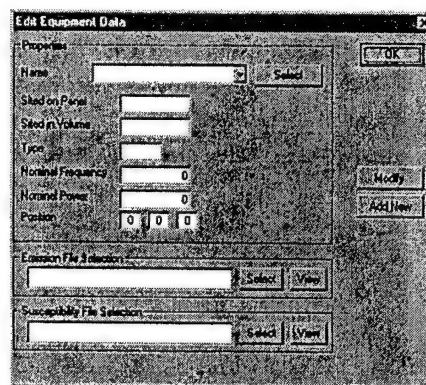 Edit Equipment Data
Properties
OK
Name
Select
Sited on Panel
Sited in Volume
Type
Nominal Frequency 0
Modify
Nominal Power 0
Add New
Position 0 0 0
Emission File Selection
Select View
Susceptibility File Selection
Select View